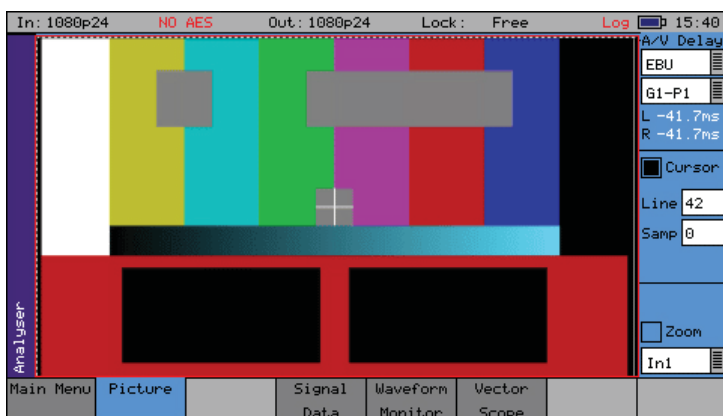 In: 1080p24 NO AES Out: 1080p24 Lock: Free Log 15:40
A/V Delay
EBU
G1-P1
L -41.7ms
R -41.7ms
Cursor
Line 42
Samp 0
Zoom
In1
Analyser
Main Menu Picture Signal Data Waveform Monitor Vector Scope